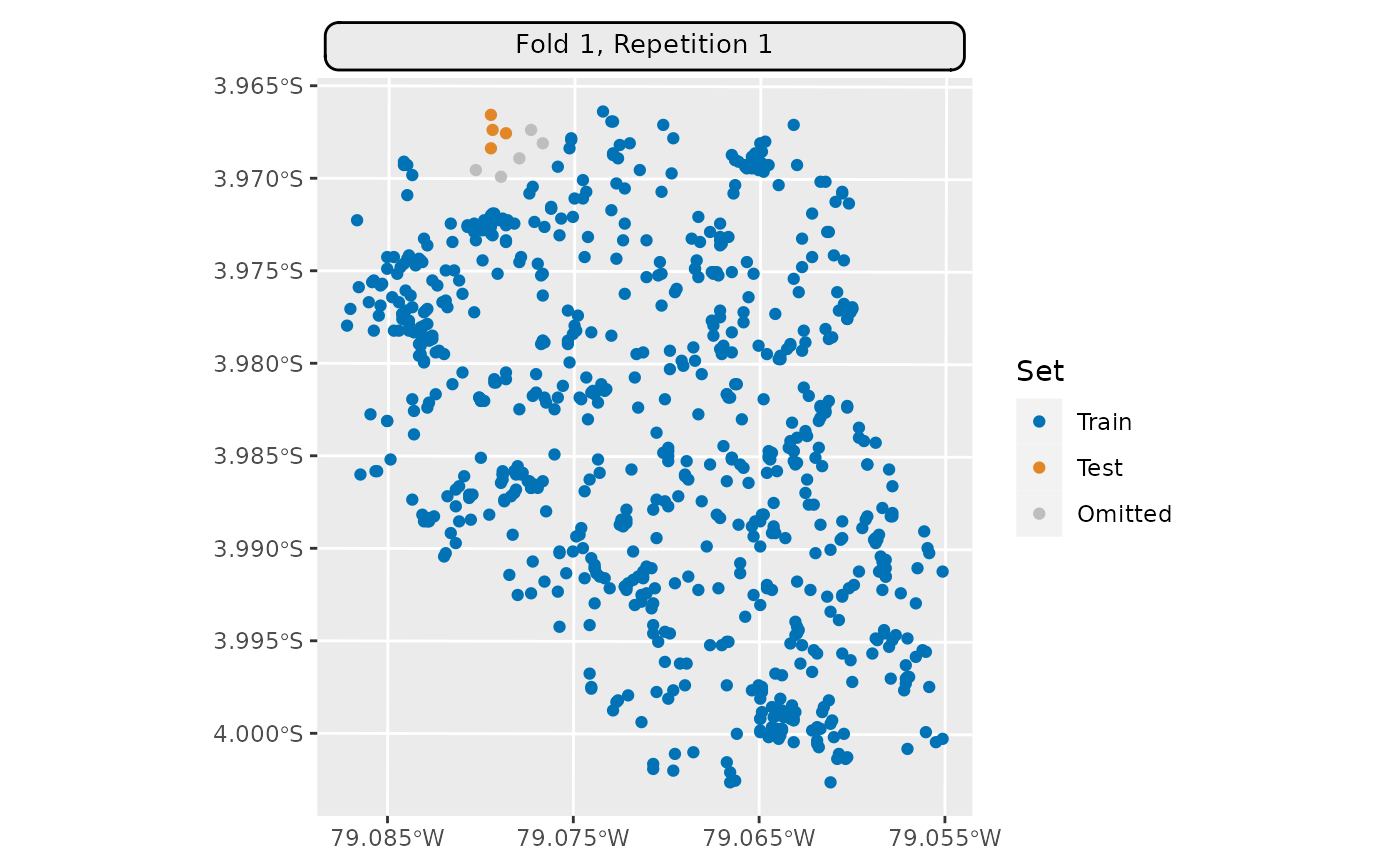 Fold 1, Repetition 1
3.965°S
3.970°S
3.975°S
3.980°S
3.985°S
3.990°S
3.995°S
4.000°S
79.085°W 79.075°W 79.065°W 79.055°W
Set
Train
Test
Omitted